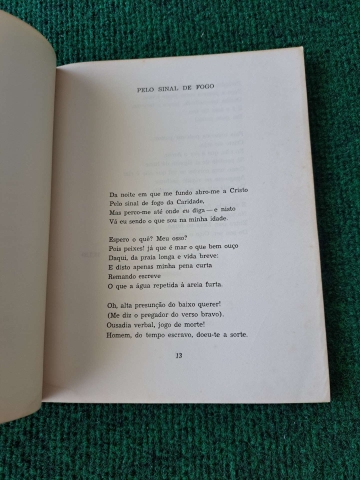 PELO SINAL DE FOGO
Da noite em que me fundo abro-me a Cristo
Pelo sinal de fogo da Caridade,
Mas perco-me até onde eu diga — e nisto
Vá eu sendo o que sou na minha idade.
Espero o quê? Meu osso?
Pois peixes! já que é mar o que bem ouço
Daqui, da praia longa e vida breve:
E disto apenas minha pena curta
Remando escreve
O que a água repetida à areia furta.
Oh, alta presunção do baixo querer!
(Me diz o pregador do verso bravo).
Ousadia verbal, jogo de morte!
Homem, do tempo escravo, doeu-te a sorte.
13